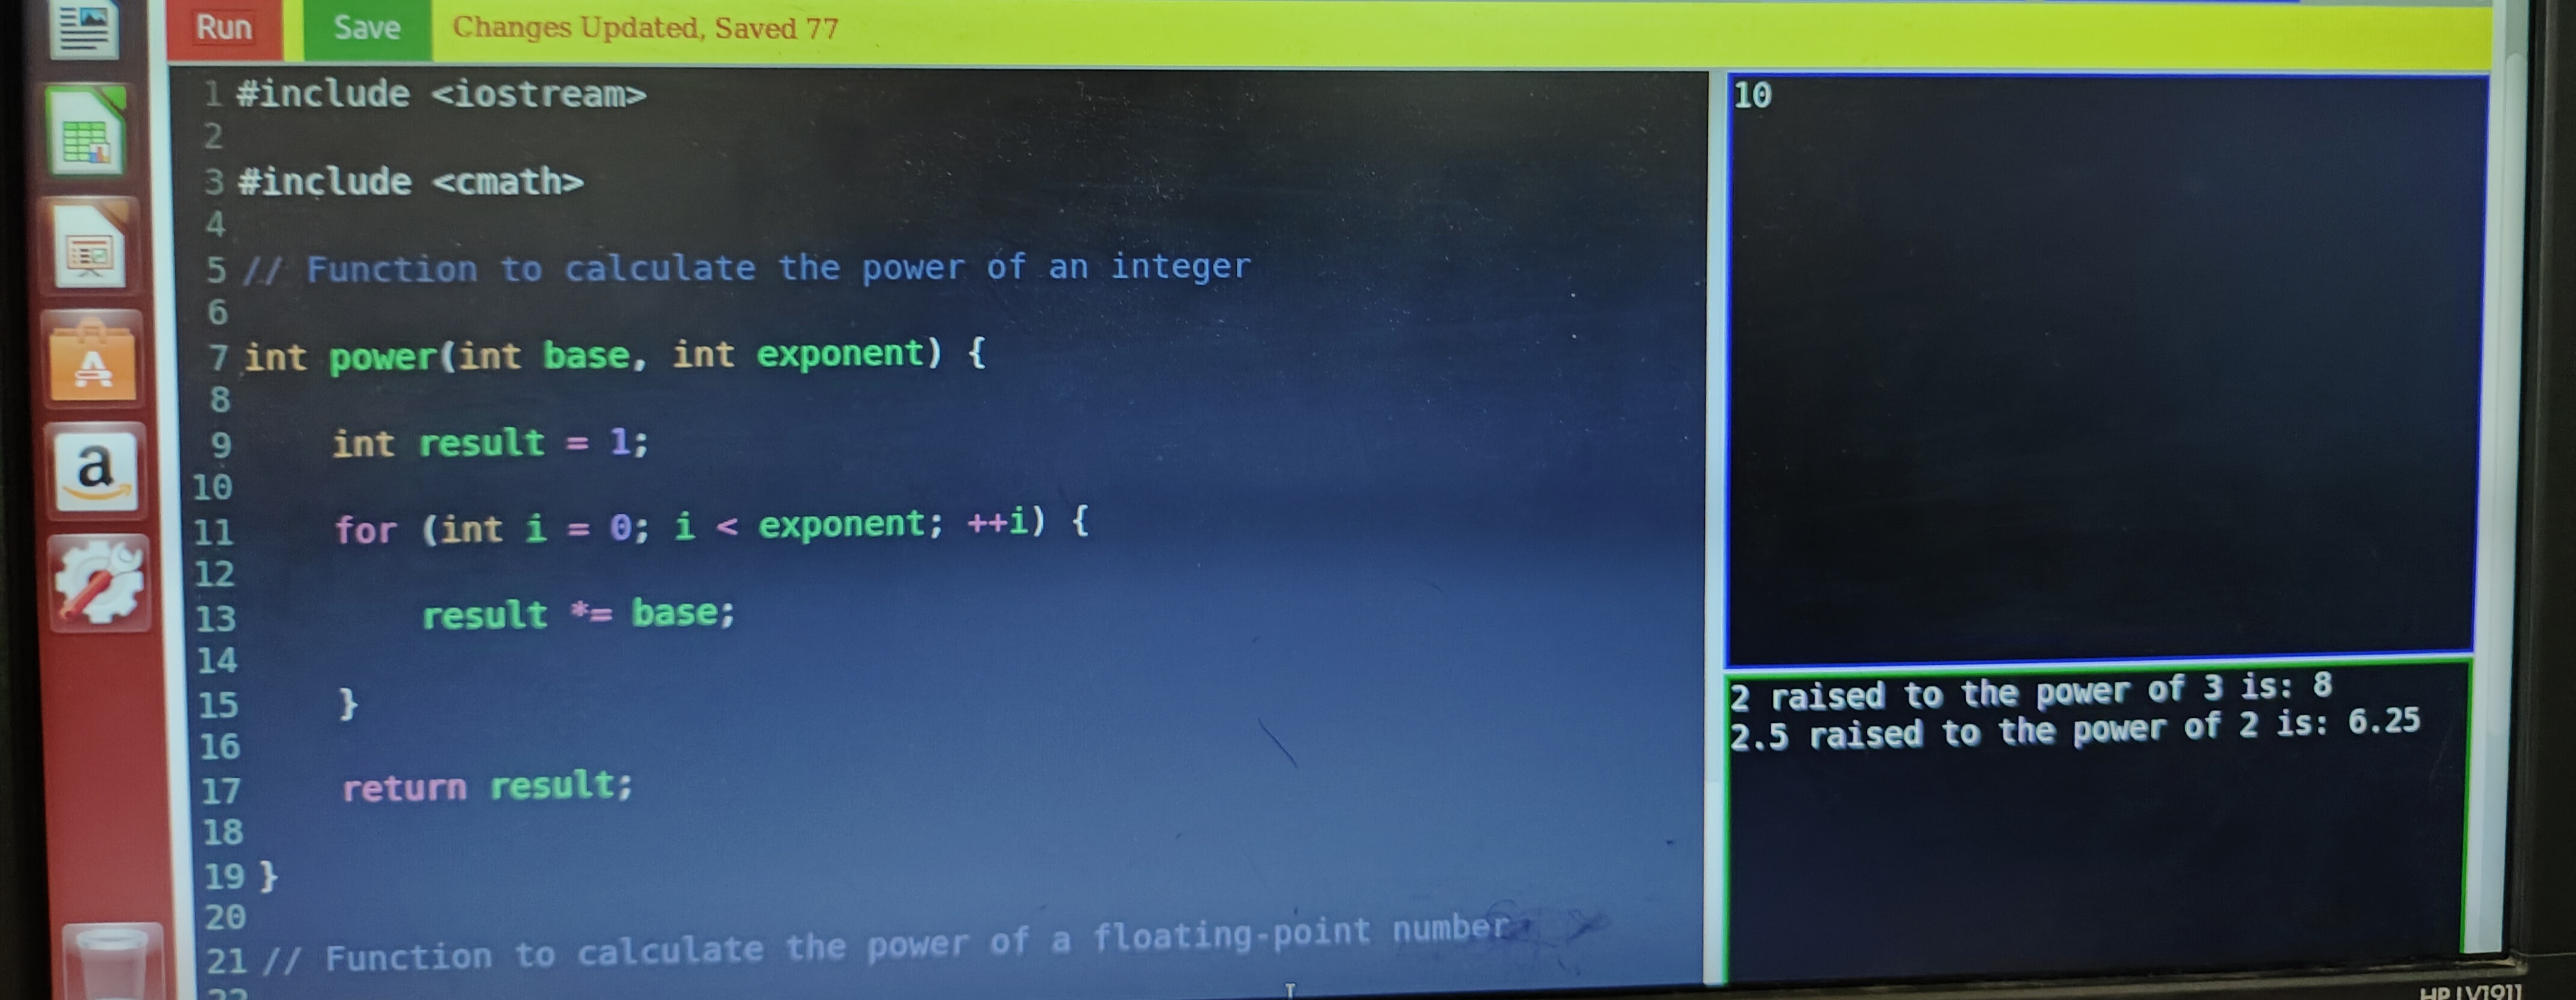 Run Save Changes Updated, Saved 77
1 #include <iostream>
2
3 #include <cmath>
4
5 // Function to calculate the power of an integer
6
7 int power(int base, int exponent) {
8
9 int result = 1;
10
11 for (int i = 0; i < exponent; ++i) {
12
13 result *= base;
14
15 }
16
17 return result;
18
19 }
20
21 // Function to calculate the power of a floating-point number
22
10
2 raised to the power of 3 is: 8
2.5 raised to the power of 2 is: 6.25
A
a
HP LV1911